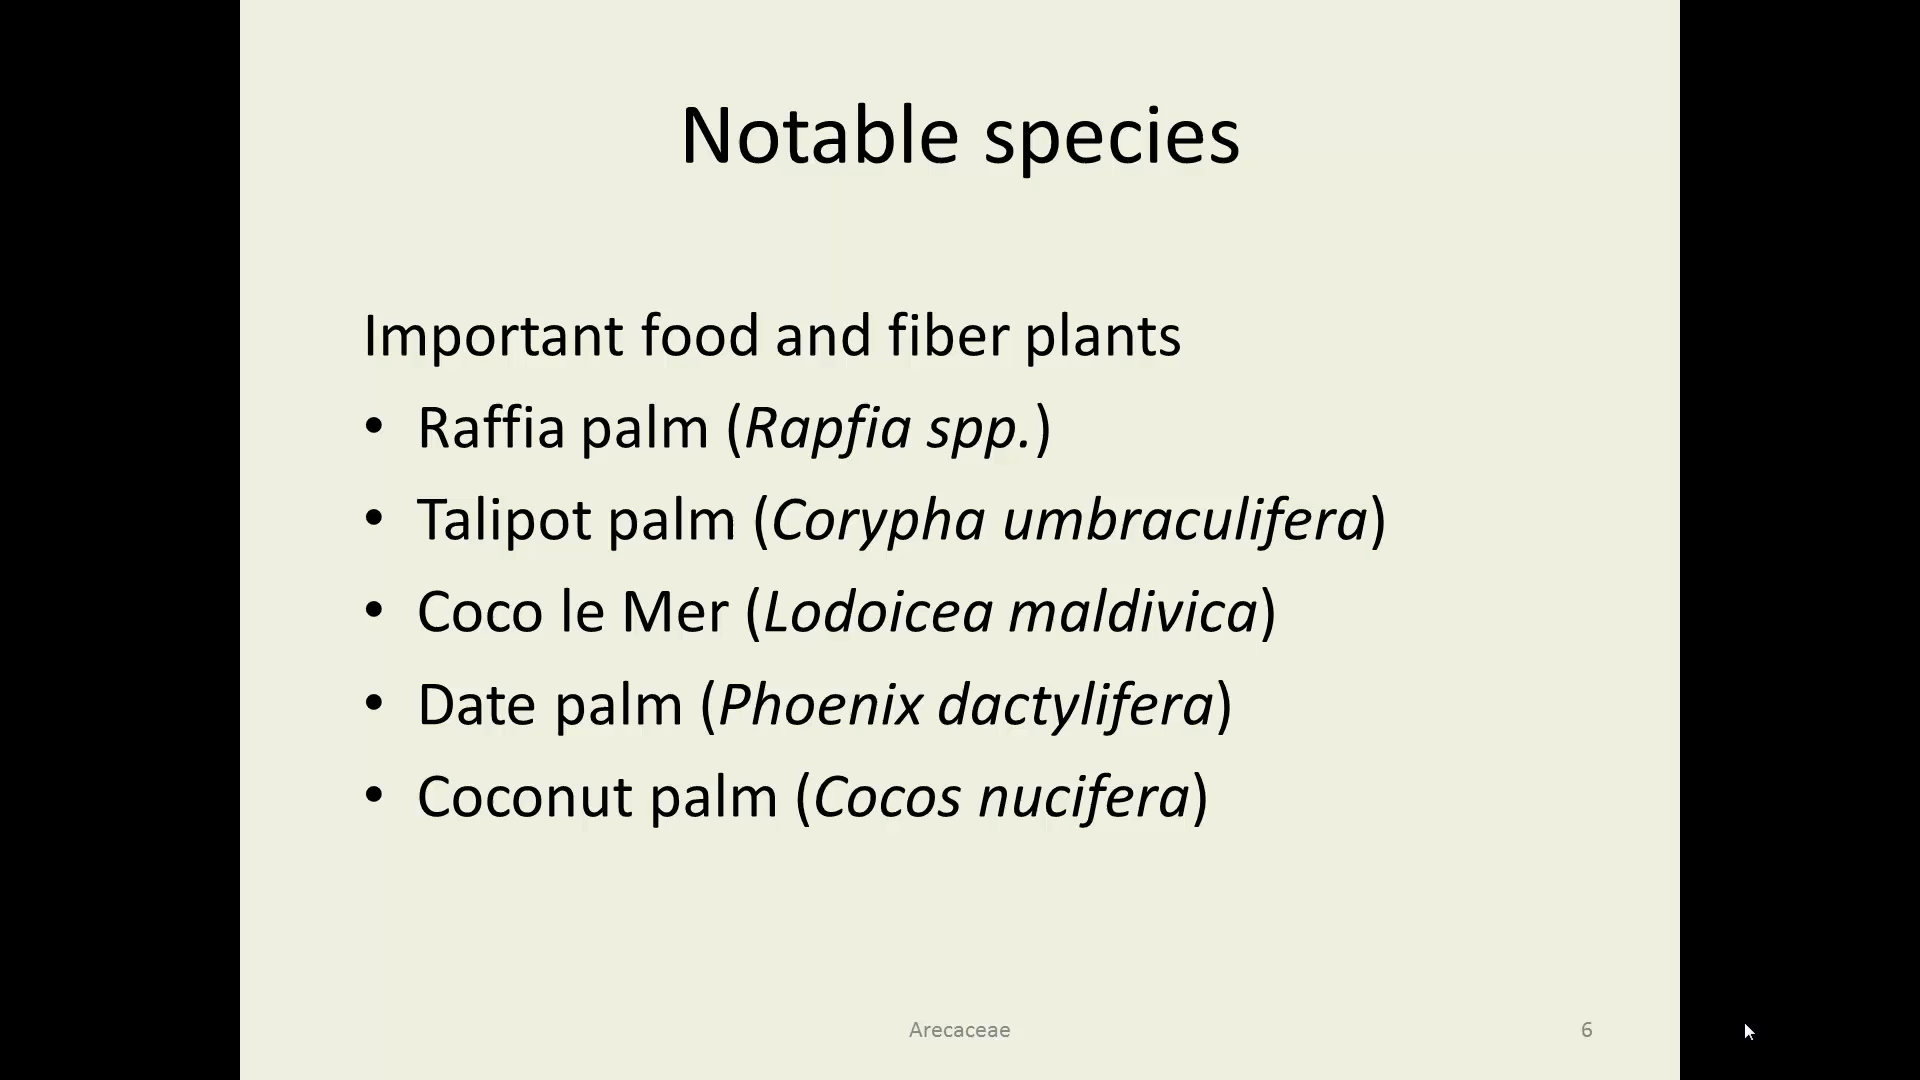 Notable species
Important food and fiber plants
• Raffia palm (Rapfia spp.)
• Talipot palm (Corypha umbraculifera)
• Coco le Mer (Lodoicea maldivica)
• Date palm (Phoenix dactylifera)
• Coconut palm (Cocos nucifera)
Arecaceae
6